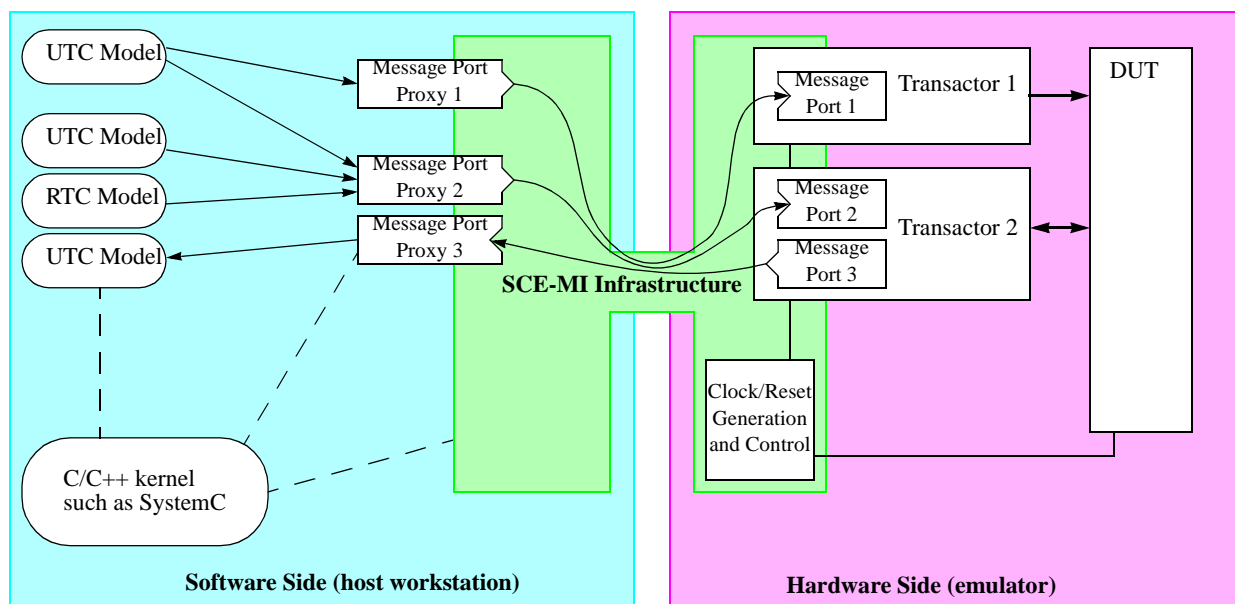 UTC Model
UTC Model
RTC Model
UTC Model
Message Port
Proxy 1
Message Port
Proxy 2
Message Port
Proxy 3
C/C++ kernel
such as SystemC
Software Side (host workstation)
SCE-MI Infrastructure
Message
Port 1
Transactor 1
Message
Port 2
Message
Port 3
Transactor 2
DUT
Clock/Reset
Generation
and Control
Hardware Side (emulator)